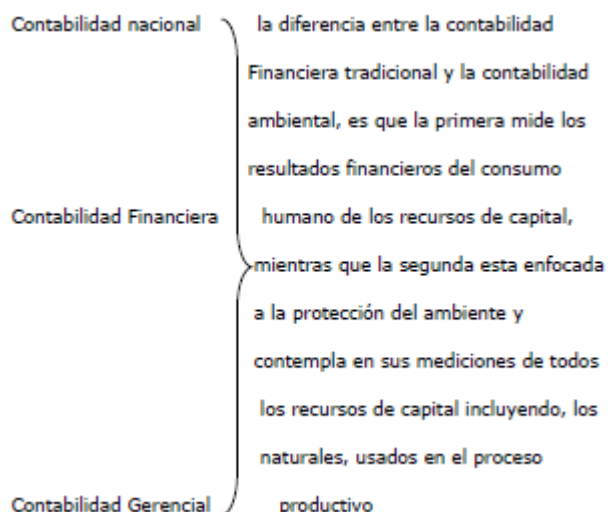 Contabilidad nacional la diferencia entre la contabilidad
Financiera tradicional y la contabilidad
ambiental, es que la primera mide los
resultados financieros del consumo
Contabilidad Financiera humano de los recursos de capital,
mientras que la segunda esta enfocada
a la protección del ambiente y
contempla en sus mediciones de todos
los recursos de capital incluyendo, los
naturales, usados en el proceso
Contabilidad Gerencial productivo